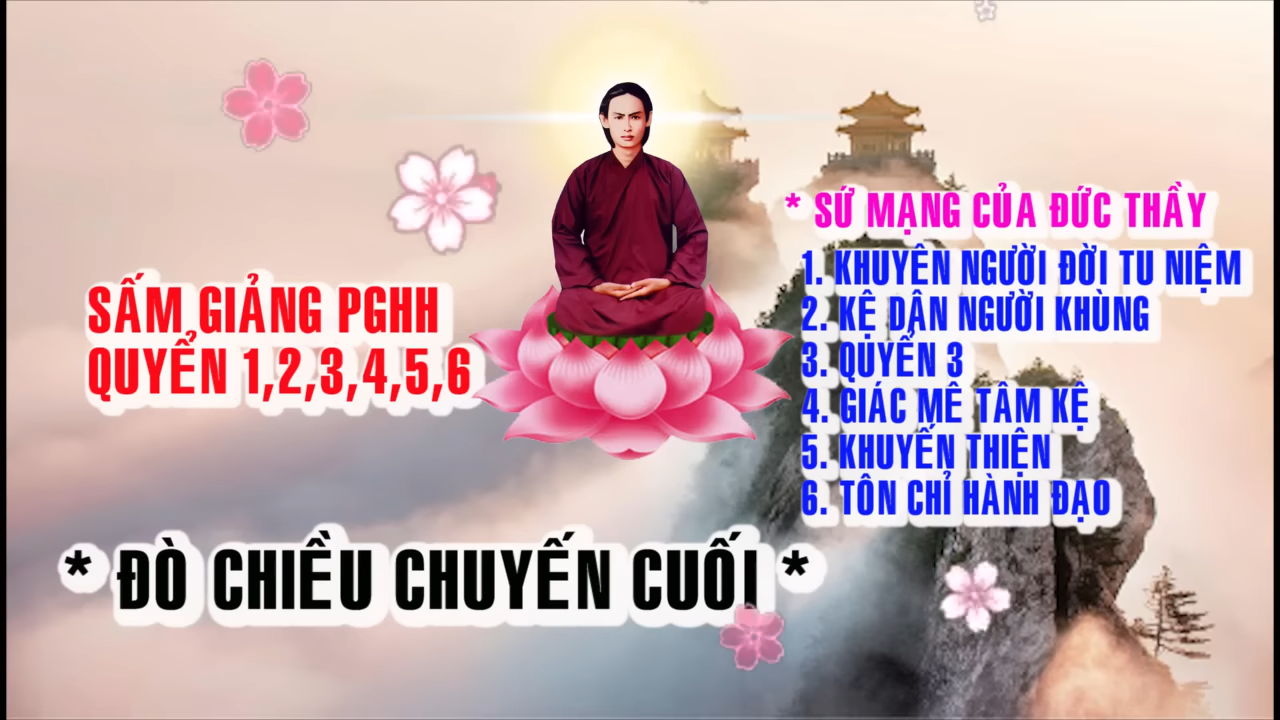 SẤM GIẢNG PGHH
QUYỂN 1,2,3,4,5,6
* SỨ MẠNG CỦA ĐỨC THẦY
1. KHUYÊN NGƯỜI ĐỜI TU NIỆM
2. KỆ DÂN NGƯỜI KHÙNG
3. QUYỂN 3
4. GIÁC MÊ TÂM KỆ
5. KHUYẾN THIỆN
6. TÔN CHỈ HÀNH ĐẠO
* ĐÒ CHIỀU CHUYẾN CUỐI *